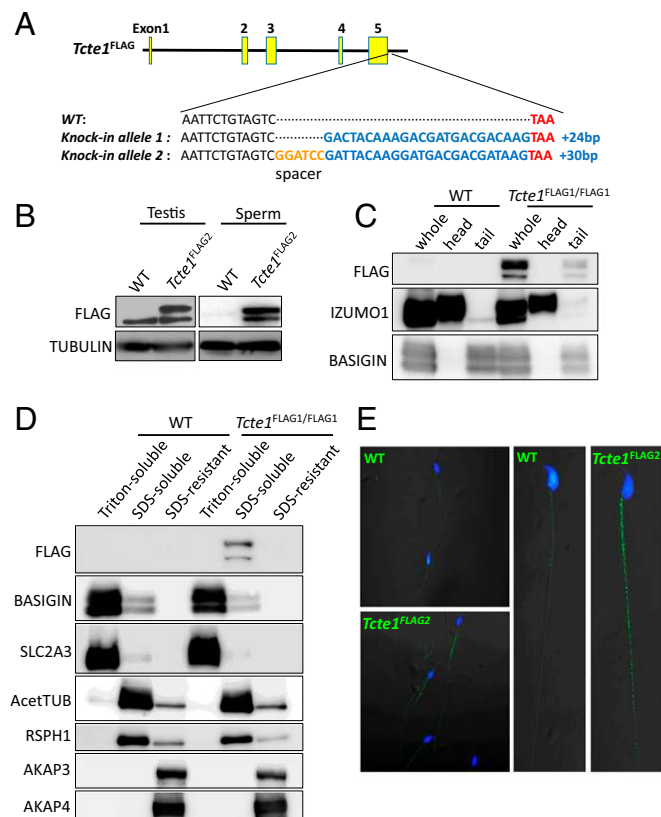 A
Exon1 2 3 4 5
Tcte1FLAG
WT: AATTCTGTAGTC TAA
Knock-in allele 1 : AATTCTGTAGTC GACTACAAAGACGATGACGACAAGTAA +24bp
Knock-in allele 2 : AATTCTGTAGTCGGATCCGATTACAAGGATGACGACGATAAGTAA +30bp
spacer
B
Testis Sperm
WT Tcte1FLAG2 WT Tcte1FLAG2
FLAG
TUBULIN
C
WT Tcte1FLAG1/FLAG1
whole head tail whole head tail
FLAG
IZUMO1
BASIGIN
D
WT Tcte1FLAG1/FLAG1
Triton-soluble SDS-soluble SDS-resistant Triton-soluble SDS-soluble SDS-resistant
FLAG
BASIGIN
SLC2A3
AcetTUB
RSPH1
AKAP3
AKAP4
E
WT WT Tcte1FLAG2
Tcte1FLAG2